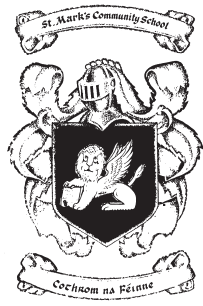 St. Mark's Community School
Cothrom na Féinne